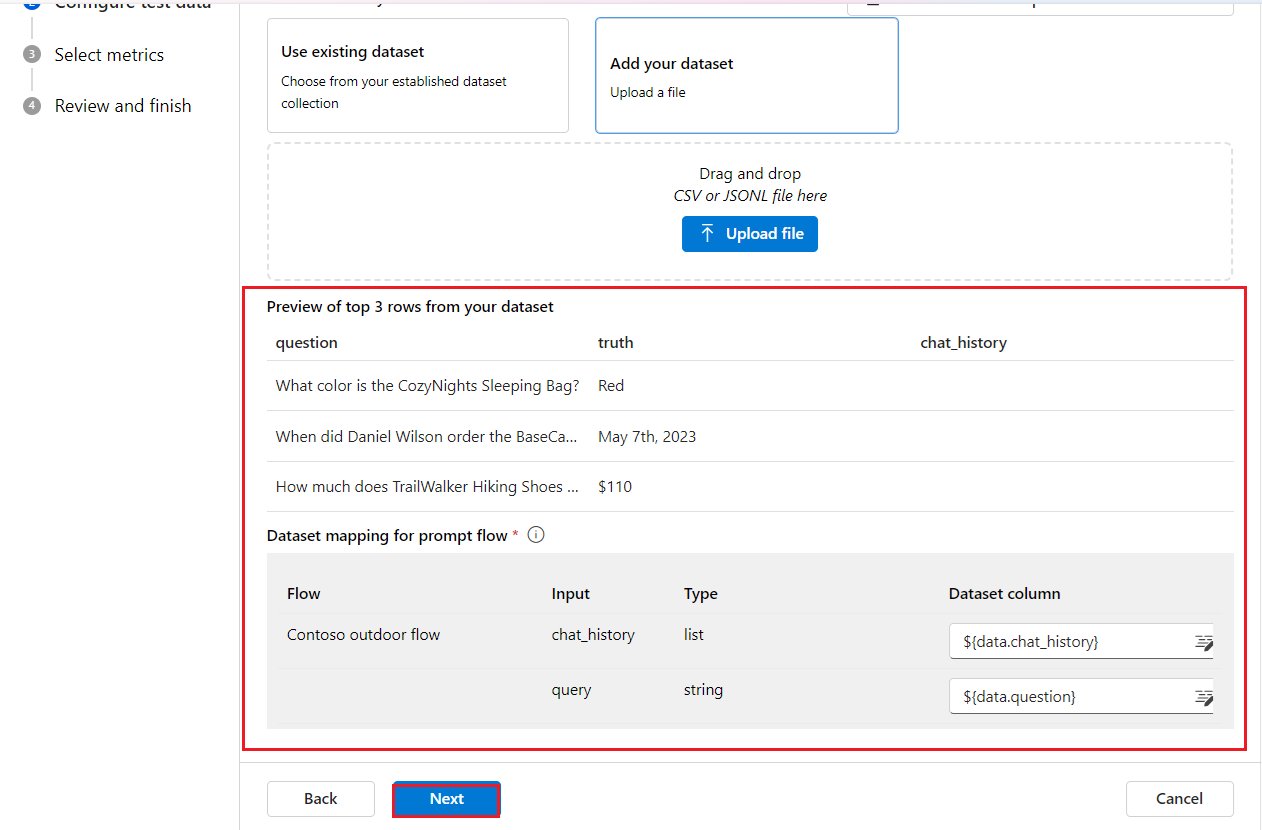 2 Configure test data
3 Select metrics
4 Review and finish
Use existing dataset
Choose from your established dataset
collection
Add your dataset
Upload a file
Drag and drop
CSV or JSONL file here
Upload file
Preview of top 3 rows from your dataset
question truth chat_history
What color is the CozyNights Sleeping Bag? Red
When did Daniel Wilson order the BaseCa... May 7th, 2023
How much does TrailWalker Hiking Shoes ... $110
Dataset mapping for prompt flow *
Flow Input Type Dataset column
Contoso outdoor flow chat_history list ${data.chat_history}
query string ${data.question}
Back Next Cancel